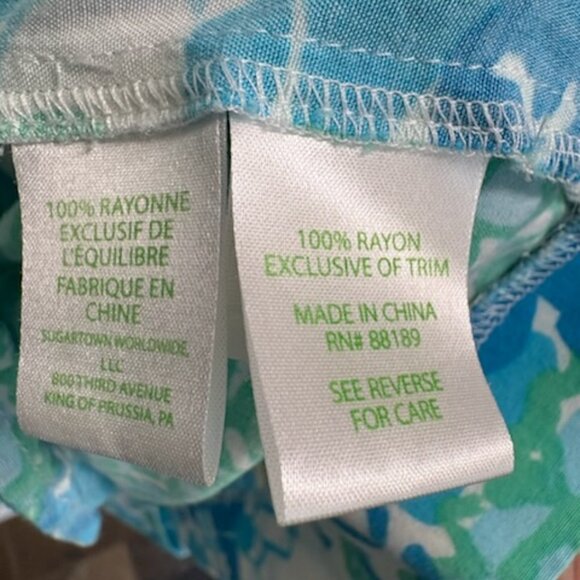 100% RAYONNE
EXCLUSIF DE
L'ÉQUILIBRE
FABRIQUE EN
CHINE
SUGARTOWN WORLDWIDE,
LLC
800 THIRD AVENUE
KING OF PRUSSIA, PA
100% RAYON
EXCLUSIVE OF TRIM
MADE IN CHINA
RN# 88189
SEE REVERSE
FOR CARE